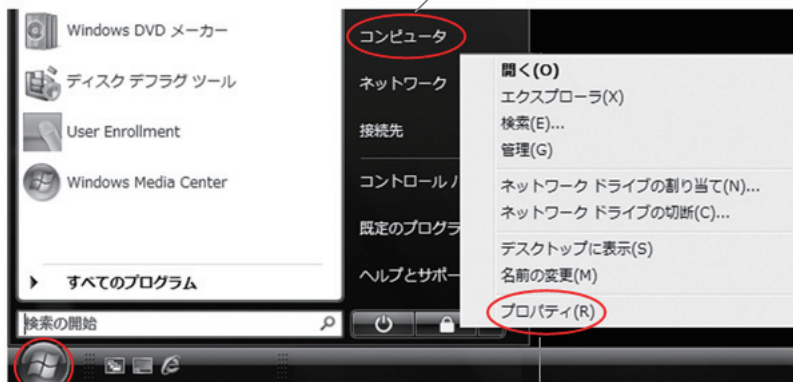 Windows DVD メーカー
ディスク デフラグ ツール
User Enrollment
Windows Media Center
すべてのプログラム
検索の開始
コンピュータ
ネットワーク
接続先
コントロール
既定のプログラ
ヘルプとサポー
開く(O)
エクスプローラ(X)
検索(E)...
管理(G)
ネットワーク ドライブの割り当て(N)...
ネットワーク ドライブの切断(C)...
デスクトップに表示(S)
名前の変更(M)
プロパティ(R)